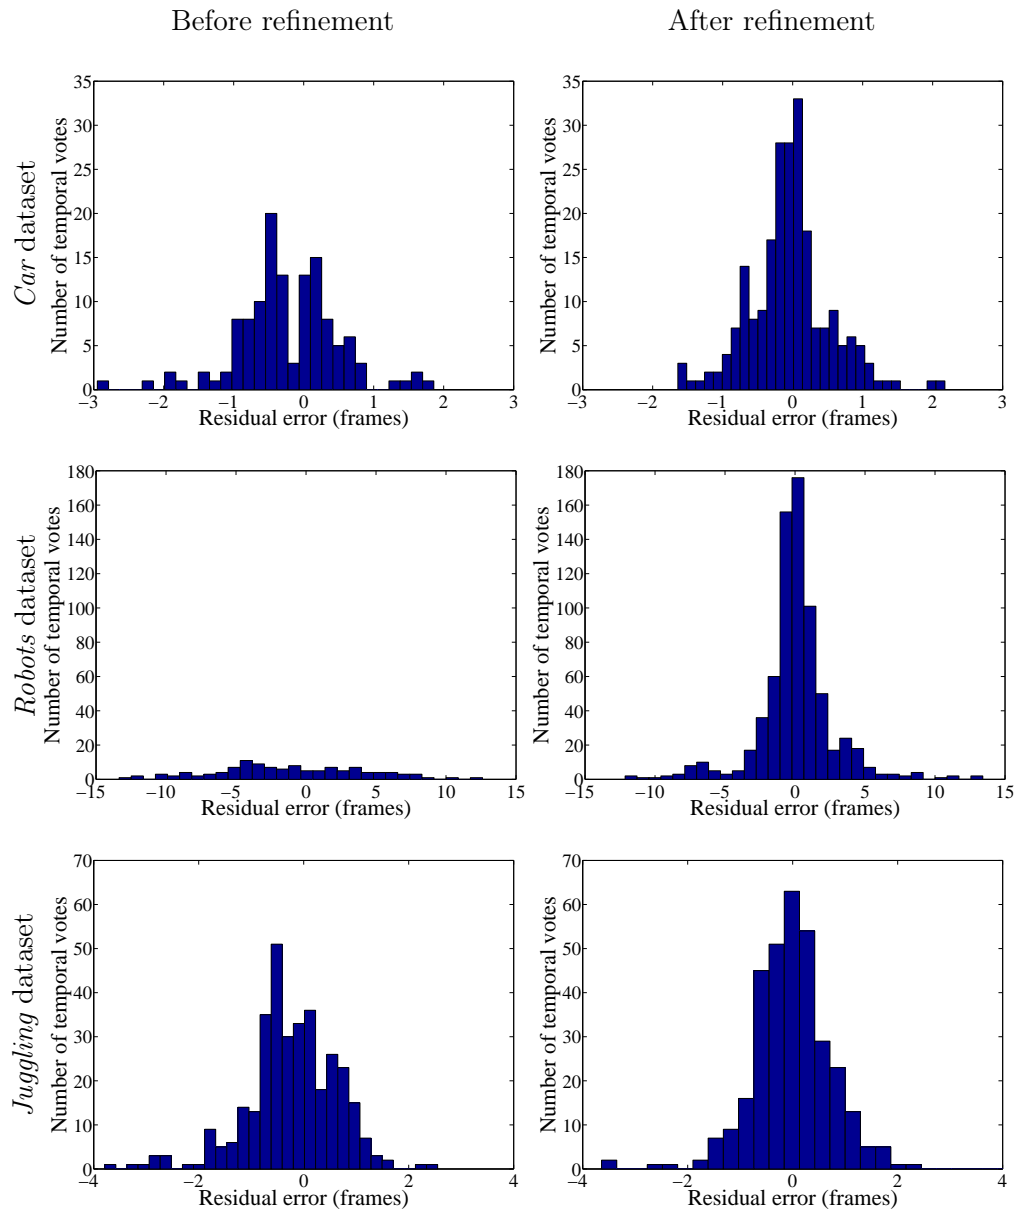 Before refinement
After refinement
Car dataset
Number of temporal votes
35
30
25
20
15
10
5
0
−3 −2 −1 0 1 2 3
Residual error (frames)
Number of temporal votes
35
30
25
20
15
10
5
0
−3 −2 −1 0 1 2 3
Residual error (frames)
Robots dataset
Number of temporal votes
180
160
140
120
100
80
60
40
20
0
−15 −10 −5 0 5 10 15
Residual error (frames)
Number of temporal votes
180
160
140
120
100
80
60
40
20
0
−15 −10 −5 0 5 10 15
Residual error (frames)
Juggling dataset
Number of temporal votes
70
60
50
40
30
20
10
0
−4 −2 0 2 4
Residual error (frames)
Number of temporal votes
70
60
50
40
30
20
10
0
−4 −2 0 2 4
Residual error (frames)